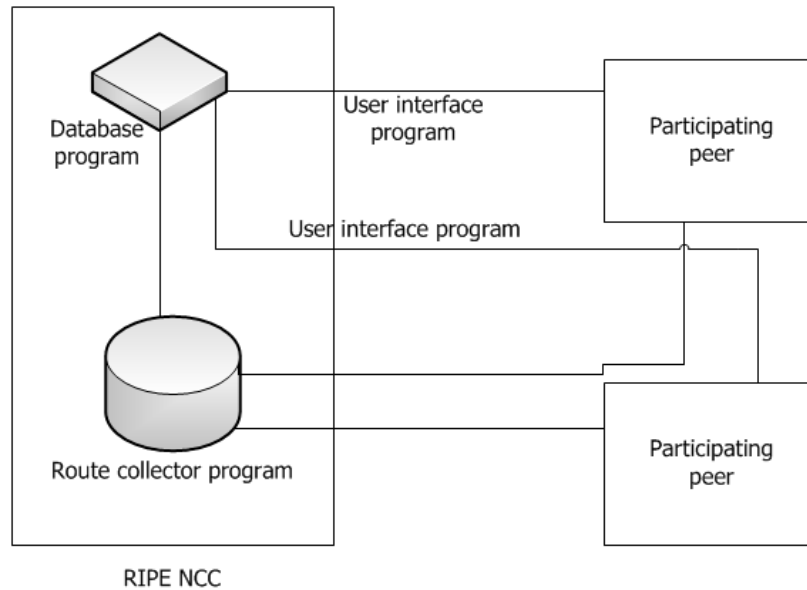 Database
program
User interface
program
Participating
peer
User interface program
Route collector program
Participating
peer
RIPE NCC